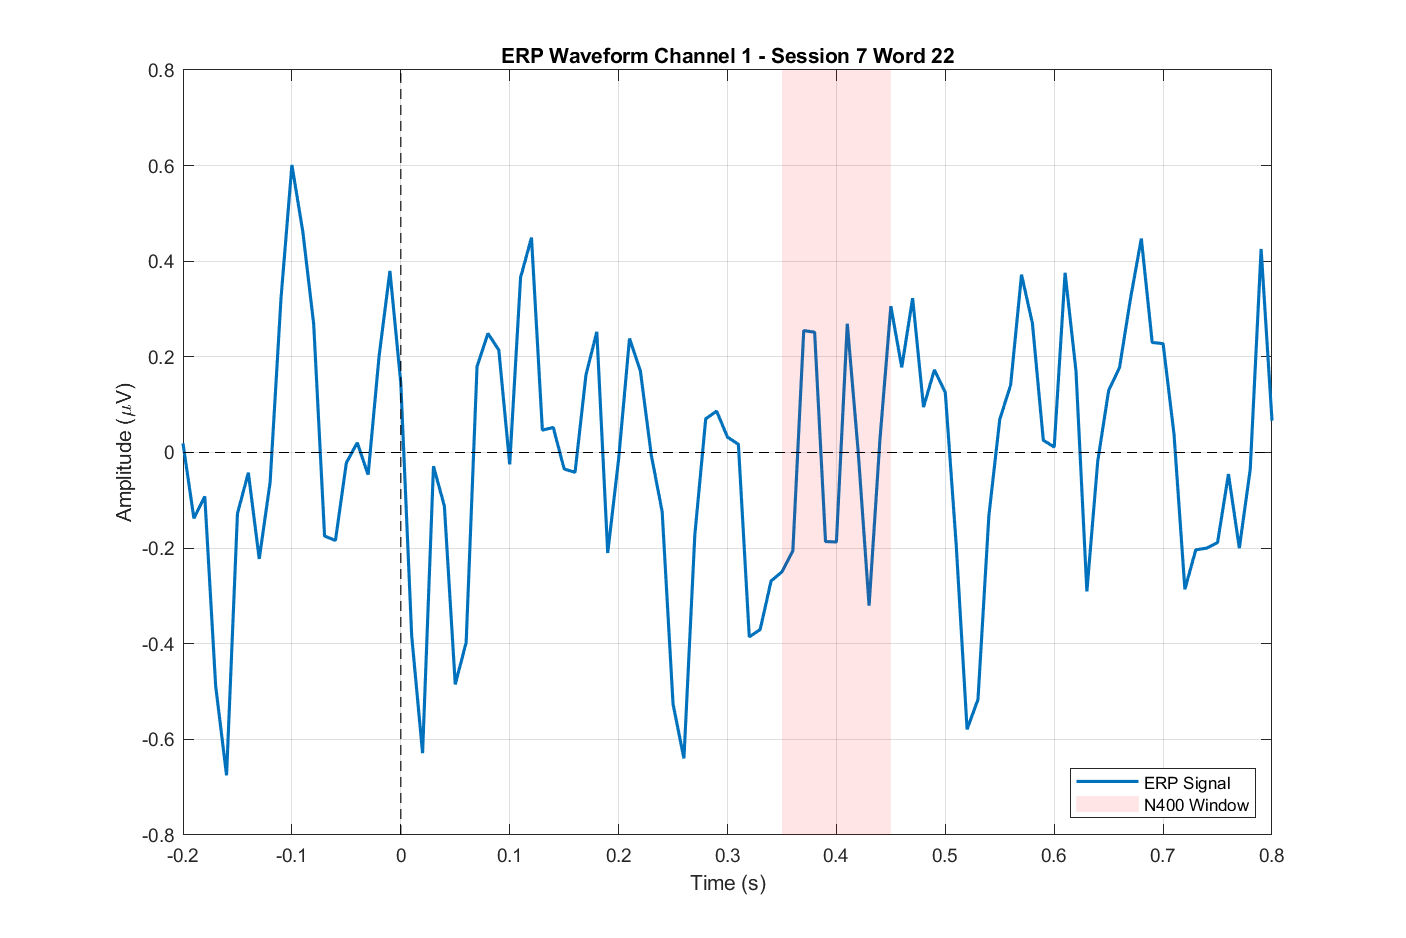 ERP Waveform Channel 1 - Session 7 Word 22
0.8
0.6
0.4
0.2
0
-0.2
-0.4
-0.6
-0.8
Amplitude (μV)
-0.2 -0.1 0 0.1 0.2 0.3 0.4 0.5 0.6 0.7 0.8
Time (s)
ERP Signal
N400 Window